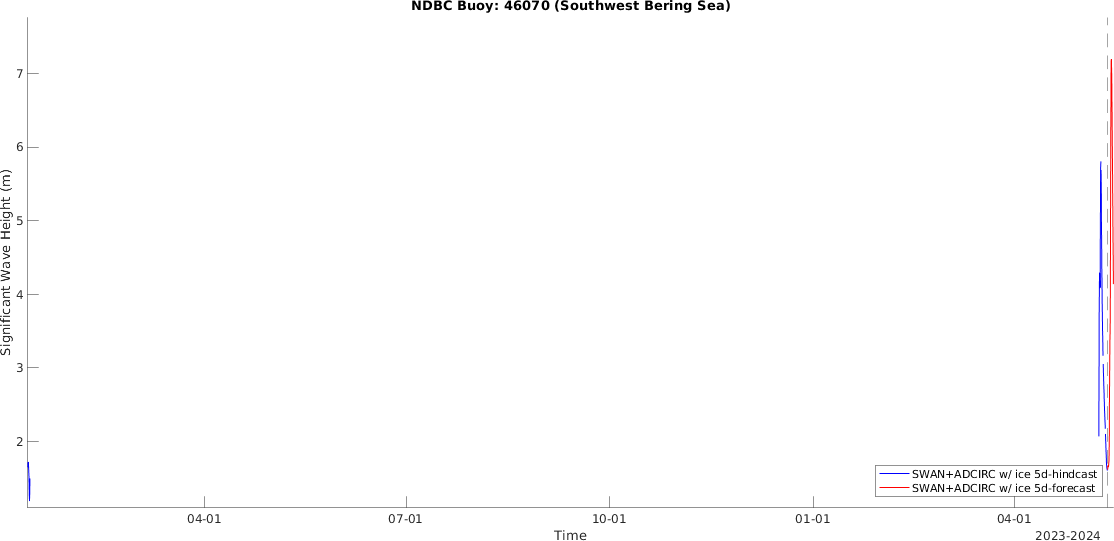 NDBC Buoy: 46070 (Southwest Bering Sea)
Significant Wave Height (m)
7
6
5
4
3
2
SWAN+ADCIRC w/ ice 5d-hindcast
SWAN+ADCIRC w/ ice 5d-forecast
04-01
07-01
10-01
01-01
04-01
Time
2023-2024